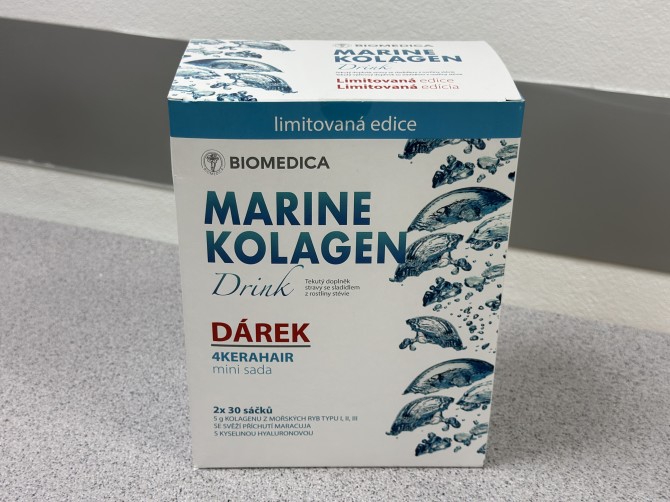 BIOMEDICA
MARINE
KOLAGEN
Drink
Limitovaná edice
Limitovaná edícia
limitovaná edice
BIOMEDICA
MARINE
KOLAGEN
Drink
Tekutý doplněk
stravy se sladidlem
z rostliny stévie
DÁREK
4KERAHAIR
mini sada
2x 30 sáčků
5 g KOLAGENU Z MOŘSKÝCH RYB TYPU I, II, III
SE SVĚŽÍ PŘÍCHUTÍ MARACUJA
S KYSELINOU HYALURONOVOU